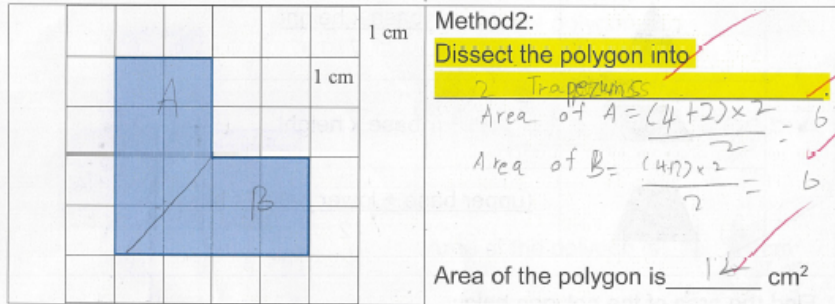 1 cm
1 cm
A
B
Method2:
Dissect the polygon into
2 Trapeziums.
Area of A = (4+2)×2 / 2 = 6
Area of B = (4+2)×2 / 2 = 6
Area of the polygon is 12 cm²